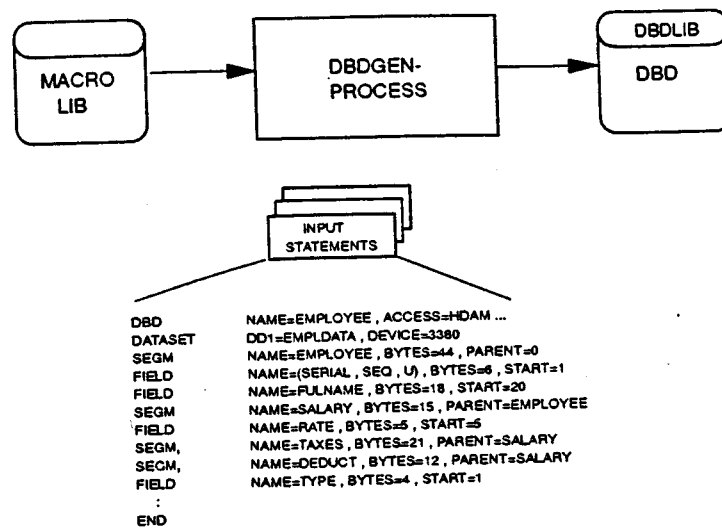 MACRO
LIB
DBDGEN-
PROCESS
DBDLIB
DBD
INPUT
STATEMENTS
DBD NAME=EMPLOYEE , ACCESS=HDAM ...
DATASET DD1=EMPLDATA , DEVICE=3380
SEGM NAME=EMPLOYEE , BYTES=44 , PARENT=0
FIELD NAME=(SERIAL , SEQ , U) , BYTES=6 , START=1
FIELD NAME=FULNAME , BYTES=18 , START=20
SEGM NAME=SALARY , BYTES=15 , PARENT=EMPLOYEE
FIELD NAME=RATE , BYTES=5 , START=5
SEGM, NAME=TAXES , BYTES=21 , PARENT=SALARY
SEGM, NAME=DEDUCT , BYTES=12 , PARENT=SALARY
FIELD NAME=TYPE , BYTES=4 , START=1
:
END